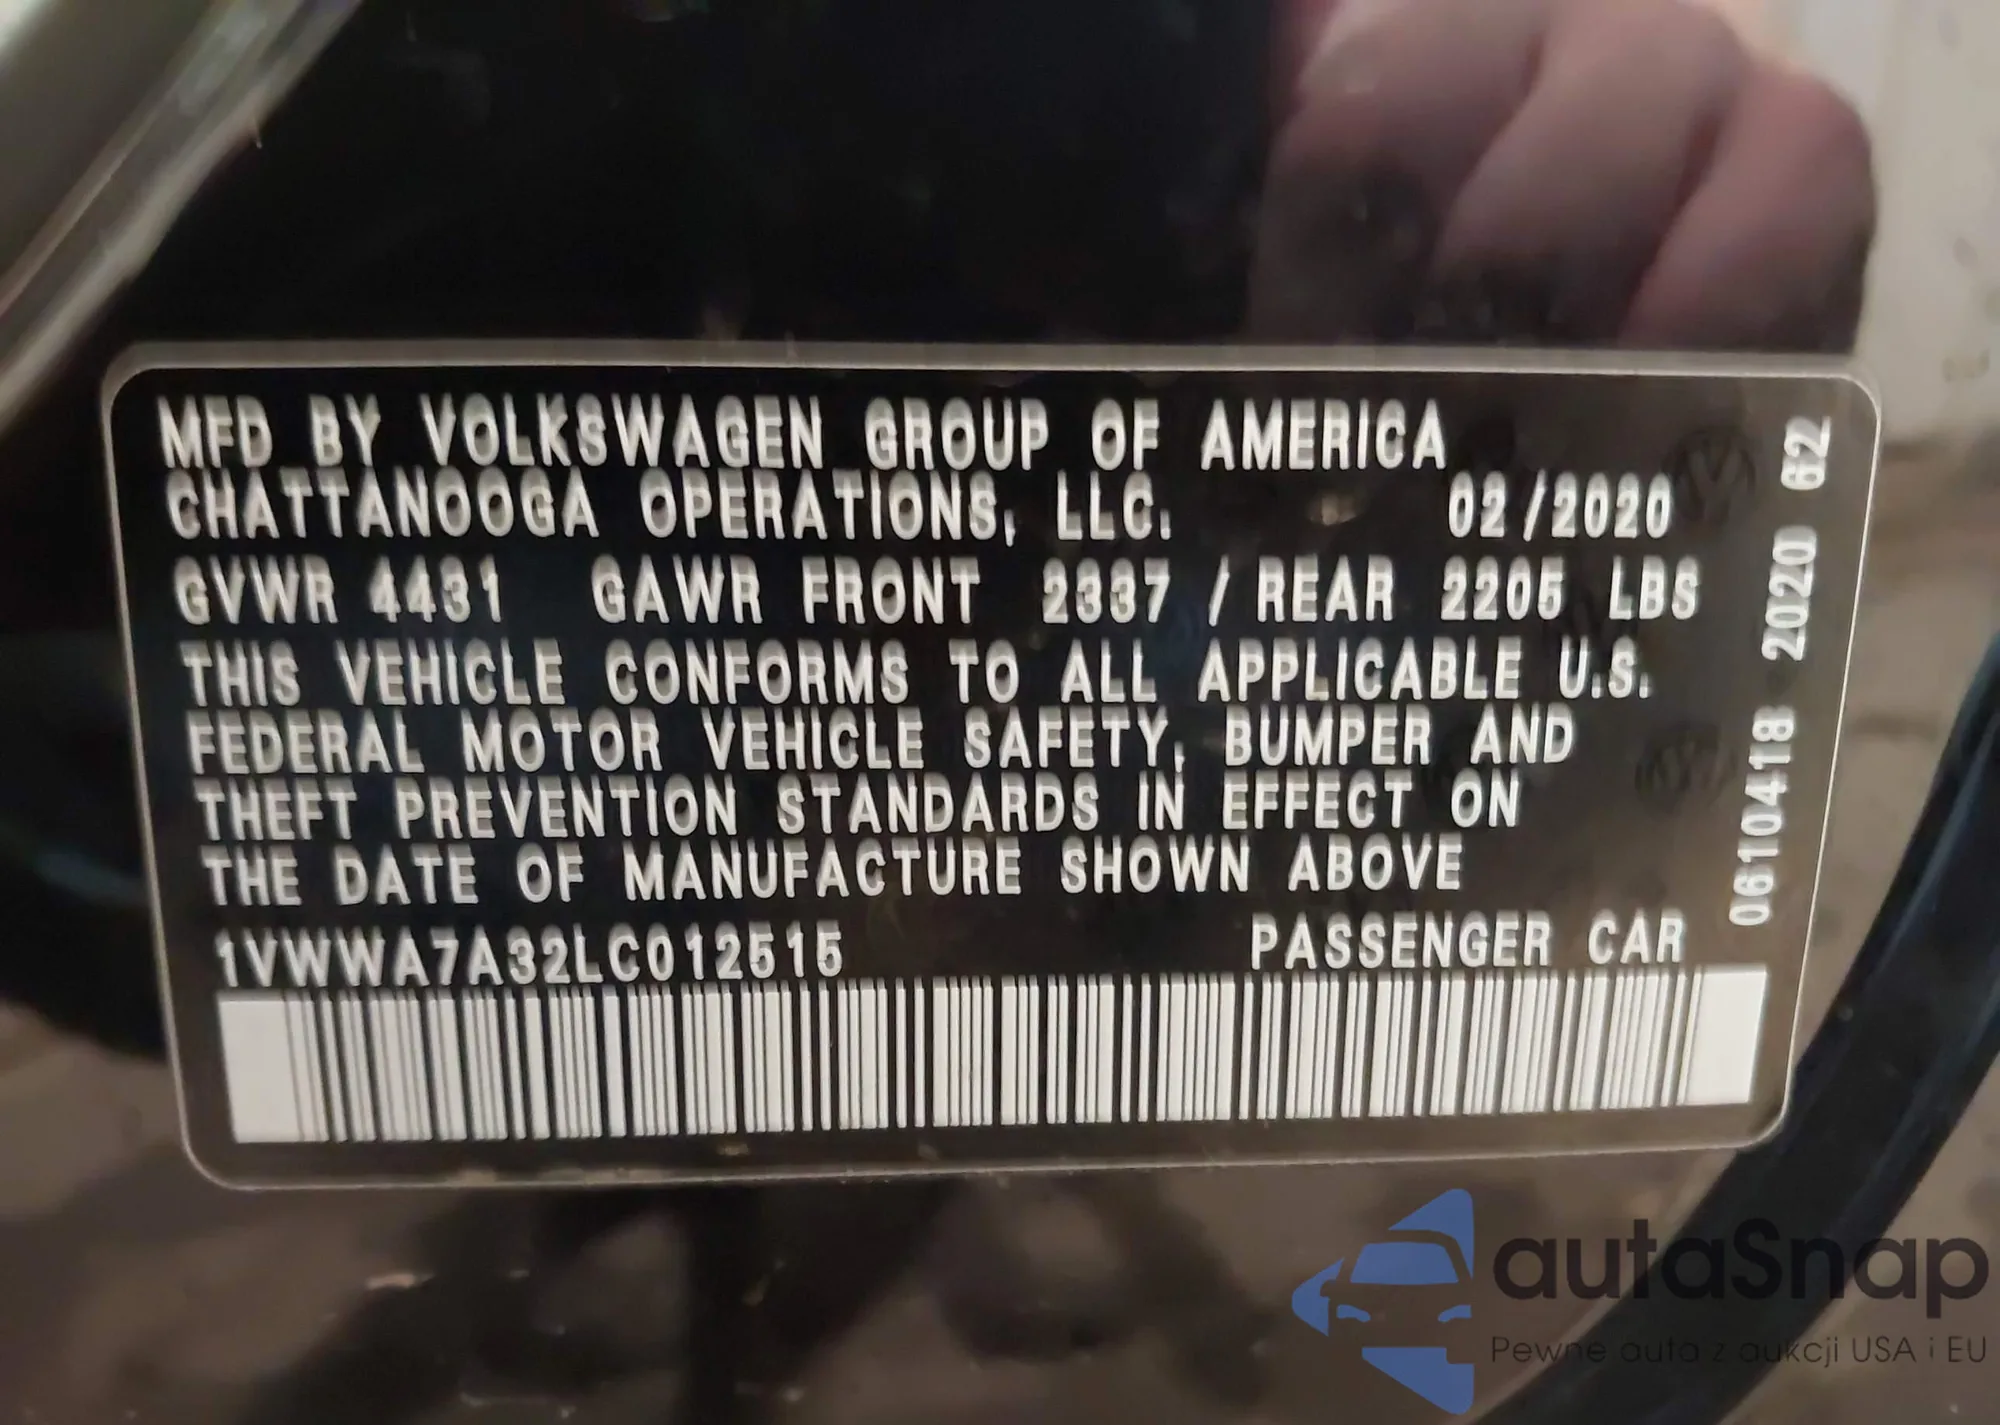 MFD BY VOLKSWAGEN GROUP OF AMERICA
CHATTANOOGA OPERATIONS, LLC. 02/2020
GVWR 4431 GAWR FRONT 2337 / REAR 2205 LBS
THIS VEHICLE CONFORMS TO ALL APPLICABLE U.S.
FEDERAL MOTOR VEHICLE SAFETY, BUMPER AND
THEFT PREVENTION STANDARDS IN EFFECT ON
THE DATE OF MANUFACTURE SHOWN ABOVE
1VWWA7A32LC012515 PASSENGER CAR
06104118 2020 62
autaSnap
Pewne auta z aukcji USA i EU